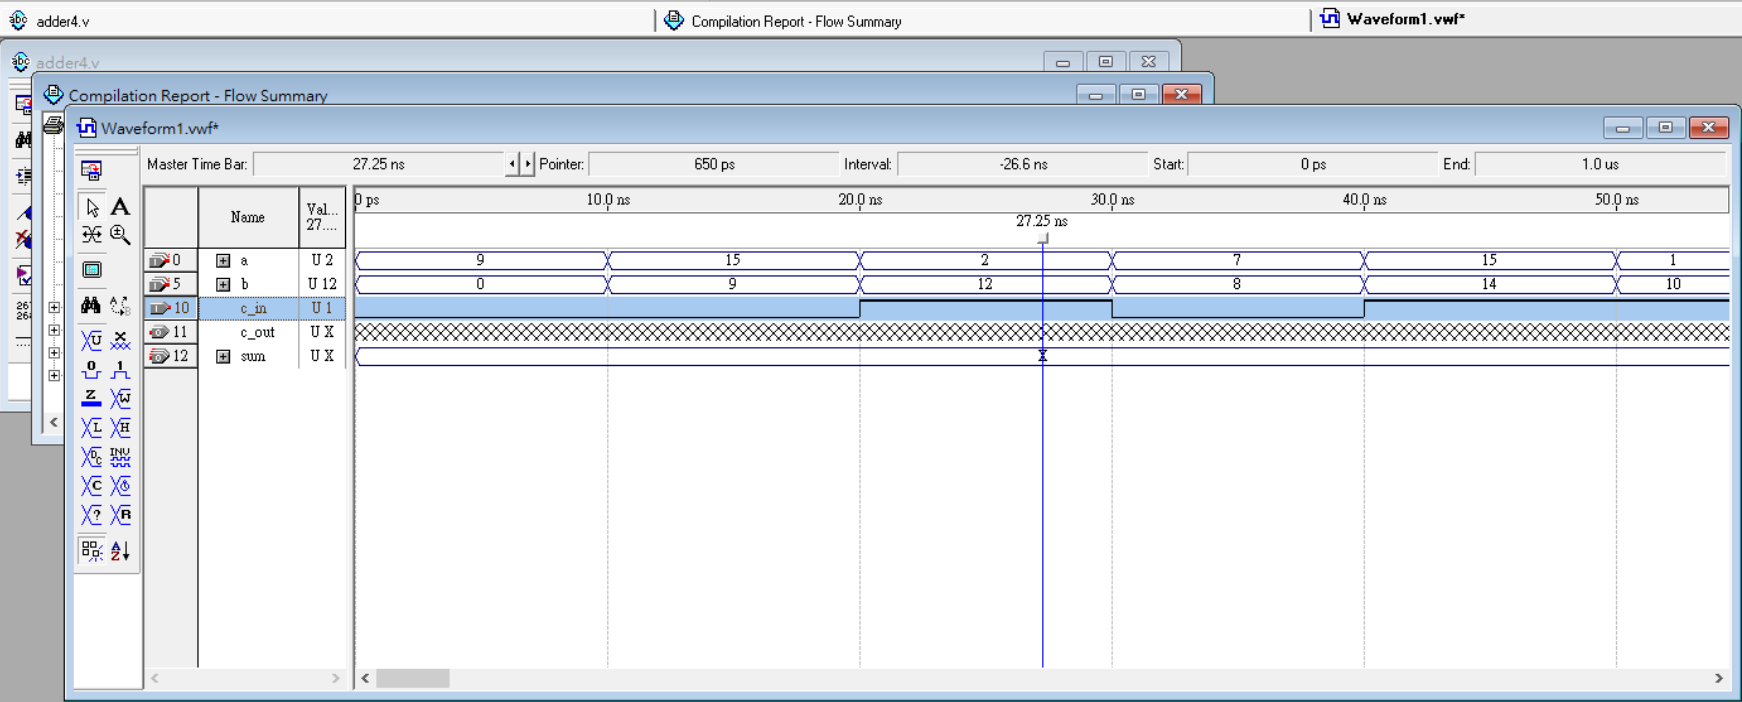 adder4.v
Compilation Report - Flow Summary
Waveform1.vwf*
adder4.v
Compilation Report - Flow Summary
Waveform1.vwf*
Master Time Bar: 27.25 ns Pointer: 650 ps Interval: -26.6 ns Start: 0 ps End: 1.0 us
Name Val... 27.... 0 ps 10.0 ns 20.0 ns 30.0 ns 40.0 ns 50.0 ns
27.25 ns
0 a U 2 9 15 2 7 15 1
5 b U 12 0 9 12 8 14 10
10 c_in U 1
11 c_out U X
12 sum U X X